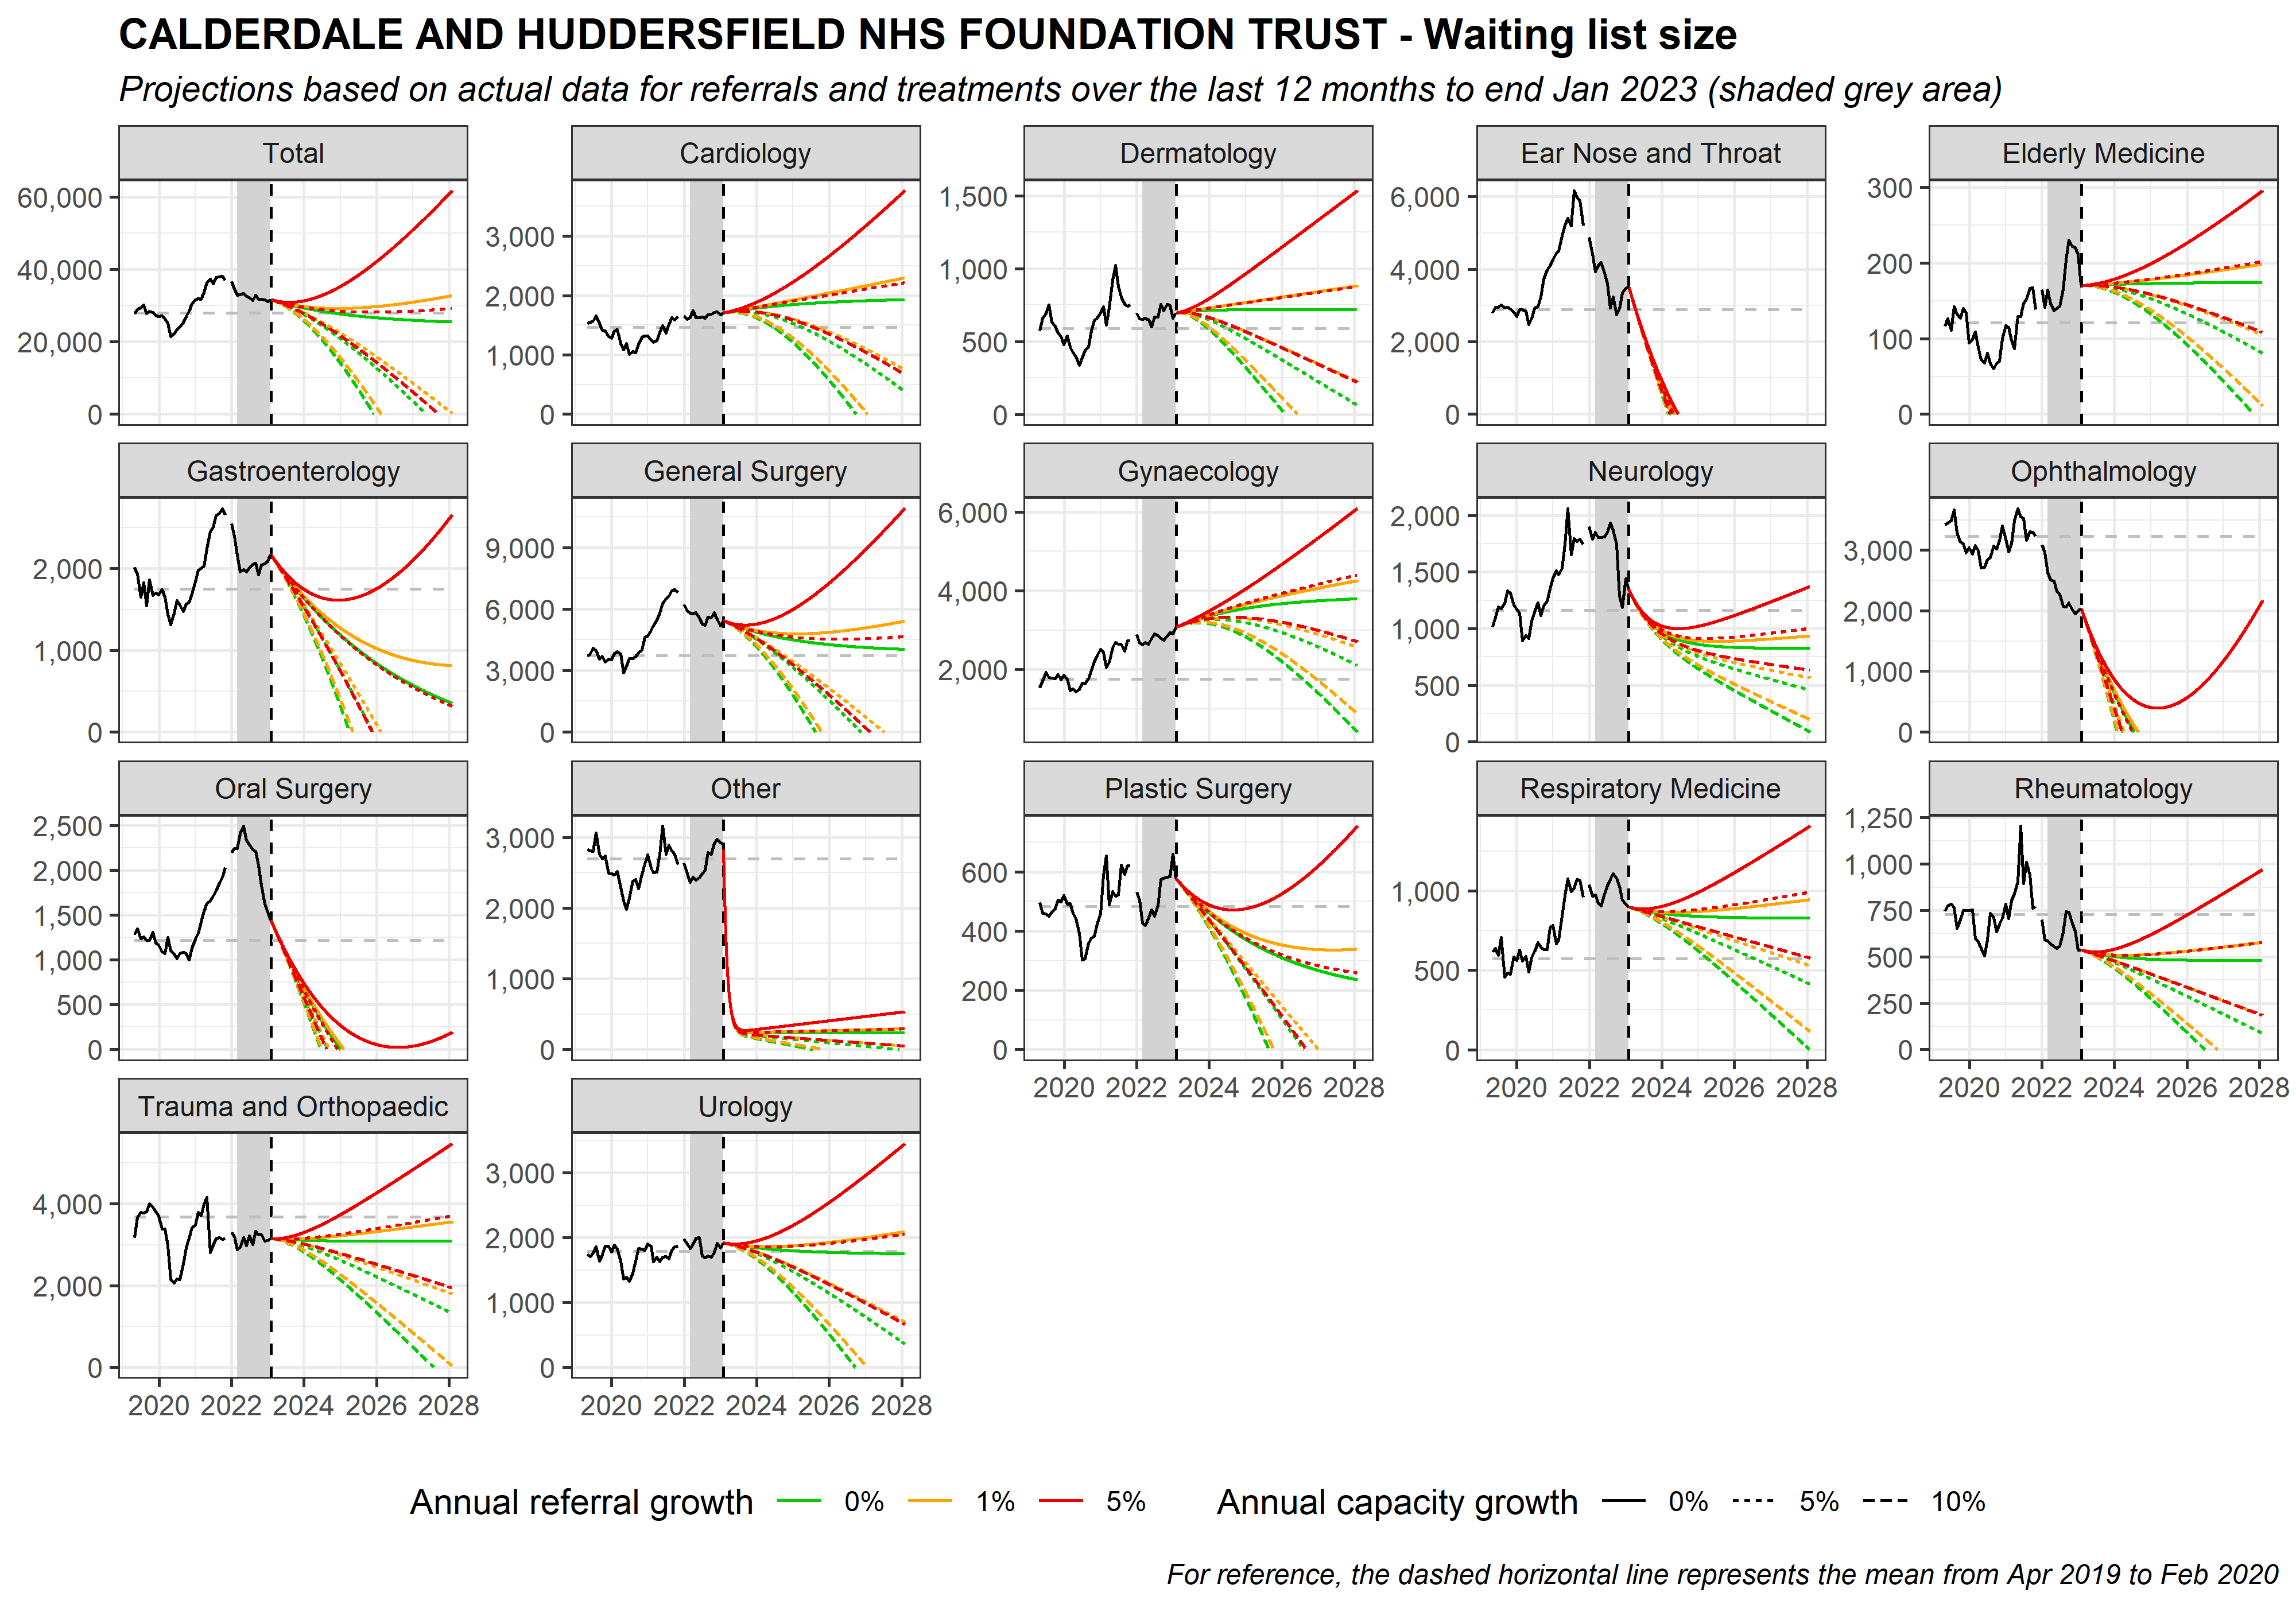 CALDERDALE AND HUDDERSFIELD NHS FOUNDATION TRUST - Waiting list size
Projections based on actual data for referrals and treatments over the last 12 months to end Jan 2023 (shaded grey area)
Total
60,000
40,000
20,000
0
Cardiology
3,000
2,000
1,000
0
Dermatology
1,500
1,000
500
0
Ear Nose and Throat
6,000
4,000
2,000
0
Elderly Medicine
300
200
100
0
Gastroenterology
2,000
1,000
0
General Surgery
9,000
6,000
3,000
0
Gynaecology
6,000
4,000
2,000
Neurology
2,000
1,500
1,000
500
0
Ophthalmology
3,000
2,000
1,000
0
Oral Surgery
2,500
2,000
1,500
1,000
500
0
Other
3,000
2,000
1,000
0
Plastic Surgery
600
400
200
0
2020 2022 2024 2026 2028
Respiratory Medicine
1,000
500
0
2020 2022 2024 2026 2028
Rheumatology
1,250
1,000
750
500
250
0
2020 2022 2024 2026 2028
Trauma and Orthopaedic
4,000
2,000
0
2020 2022 2024 2026 2028
Urology
3,000
2,000
1,000
0
2020 2022 2024 2026 2028
Annual referral growth 0% 1% 5% Annual capacity growth 0% 5% 10%
For reference, the dashed horizontal line represents the mean from Apr 2019 to Feb 2020